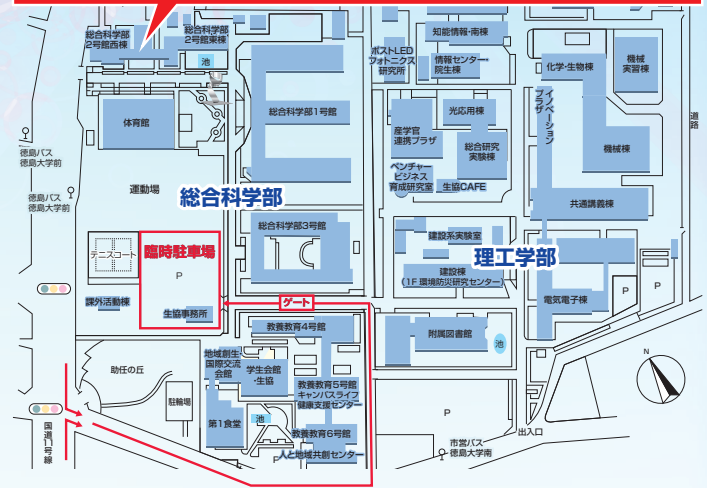 総合科学部
2号館西棟
総合科学部
2号館東棟
池
ポストLED
フォトニクス
研究所
知能情報・南棟
情報センター・
院生棟
化学・生物棟
機械
実習棟
体育館
総合科学部1号館
産学官
連携プラザ
光応用棟
総合研究
実験棟
イノベーション
プラザ
機械棟
道路
徳島バス
徳島大学前
徳島バス
徳島大学前
運動場
ベンチャー
ビジネス
育成研究室
生協CAFE
総合科学部
共通講義棟
総合科学部3号館
建設系実験室
理工学部
テニスコート
臨時駐車場
P
建設棟
（1F 環境防災研究センター）
P
P
課外活動棟
生協事務所
ゲート
電気電子棟
教養教育4号館
附属図書館
池
助任の丘
地域創生・
国際交流
会館
学生会館
・生協
教養教育5号館
キャンパスライフ
健康支援センター
N
駐輪場
第1食堂
池
教養教育6号館
P
出入口
国道11号線
P
人と地域共創センター
市営バス
徳島大学南